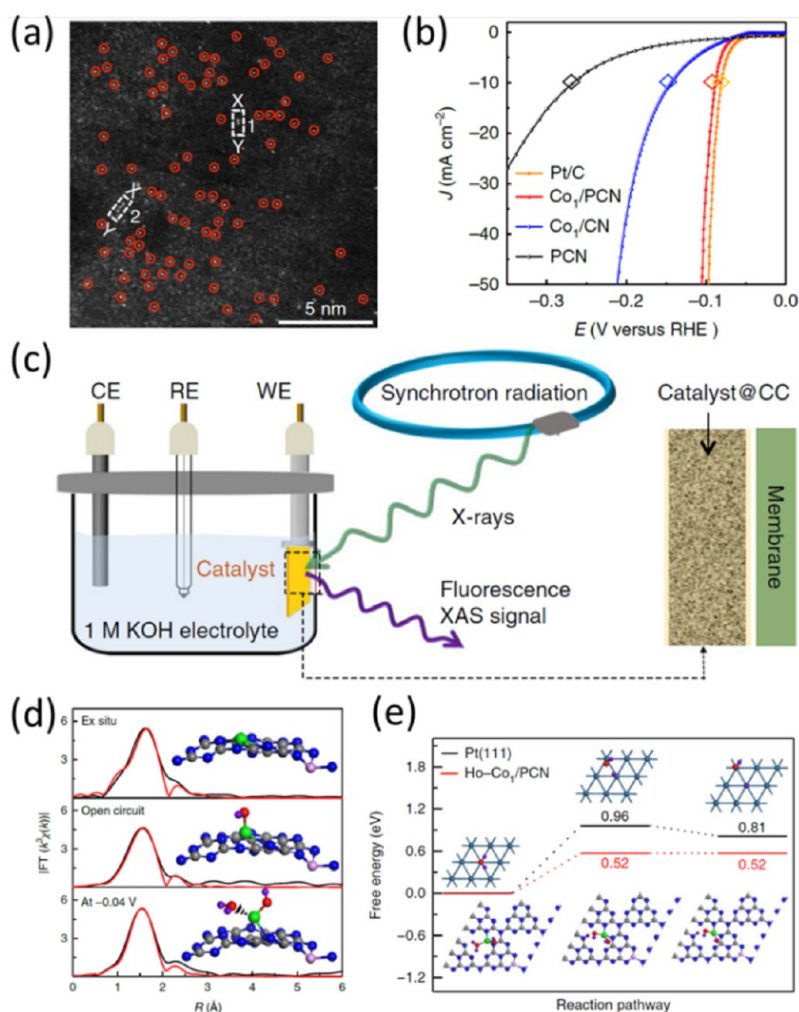 (a)
X
1
Y
X
2
Y
5 nm
(b)
0
−10
−20
−30
−40
−50
J (mA cm−2)
Pt/C
Co1/PCN
Co1/CN
PCN
−0.3
−0.2
−0.1
0.0
E (V versus RHE )
(c)
CE
RE
WE
Synchrotron radiation
Catalyst@CC
X-rays
Membrane
Catalyst
Fluorescence
XAS signal
1 M KOH electrolyte
(d)
6
Ex situ
3
6
Open circuit
3
6
At −0.04 V
3
|FT (k3χ(k))|
0
1
2
3
4
5
6
R (Å)
(e)
Pt(111)
Ho–Co1/PCN
1.8
1.2
0.6
0.0
−0.6
−1.2
Free energy (eV)
0.96
0.81
0.52
0.52
Reaction pathway